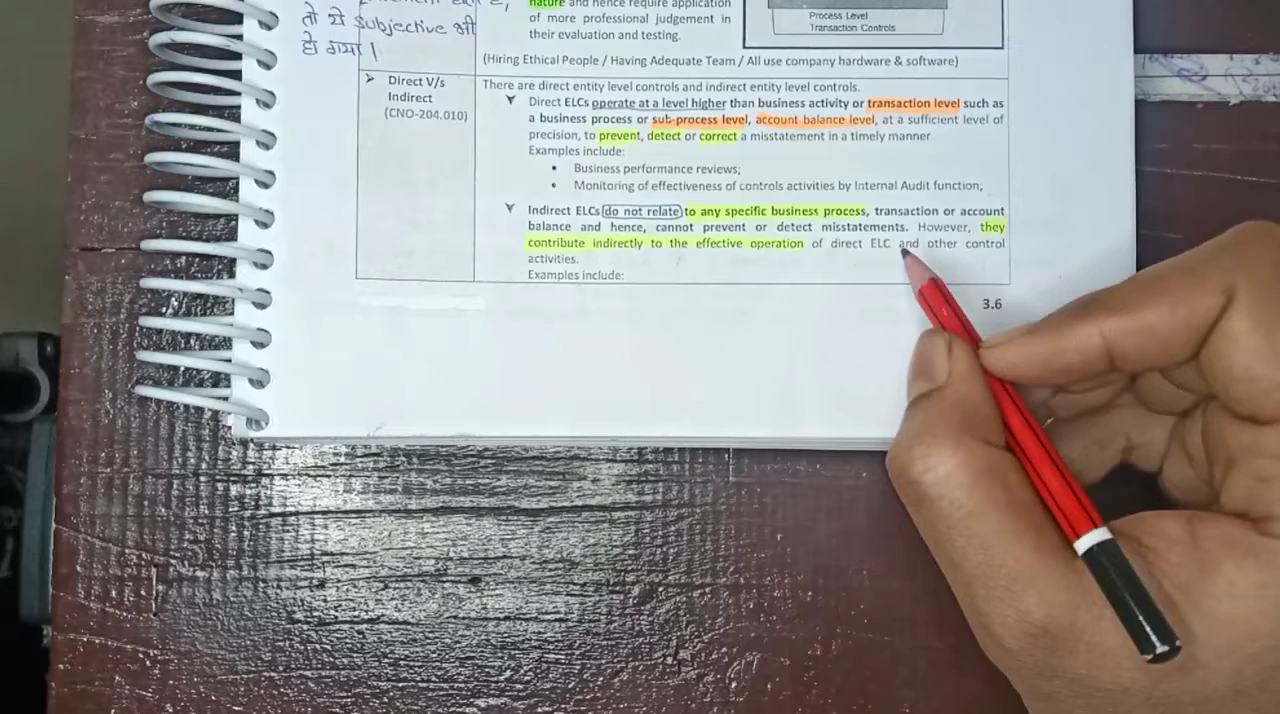 तो ये subjective भी
हो गया।
nature and hence require application
of more professional judgement in
their evaluation and testing.
Process Level
Transaction Controls
(Hiring Ethical People / Having Adequate Team / All use company hardware & software)
Direct V/s
Indirect
(CNO-204.010)
There are direct entity level controls and indirect entity level controls.
Direct ELCs operate at a level higher than business activity or transaction level such as
a business process or sub-process level, account balance level, at a sufficient level of
precision, to prevent, detect or correct a misstatement in a timely manner
Examples include:
• Business performance reviews;
• Monitoring of effectiveness of controls activities by Internal Audit function;
Indirect ELCs do not relate to any specific business process, transaction or account
balance and hence, cannot prevent or detect misstatements. However, they
contribute indirectly to the effective operation of direct ELC and other control
activities.
Examples include:
3.6